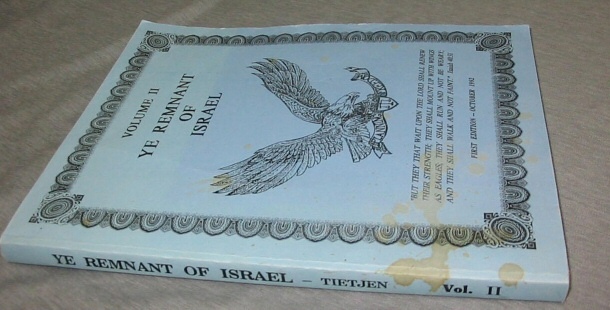 VOLUME II
YE REMNANT
OF
ISRAEL
"BUT THEY THAT WAIT UPON THE LORD SHALL RENEW
THEIR STRENGTH; THEY SHALL MOUNT UP WITH WINGS
AS EAGLES; THEY SHALL RUN AND NOT BE WEARY;
AND THEY SHALL WALK AND NOT FAINT." Isaiah 40:31
FIRST EDITION - OCTOBER 1992
YE REMNANT OF ISRAEL - TIETJEN Vol. II